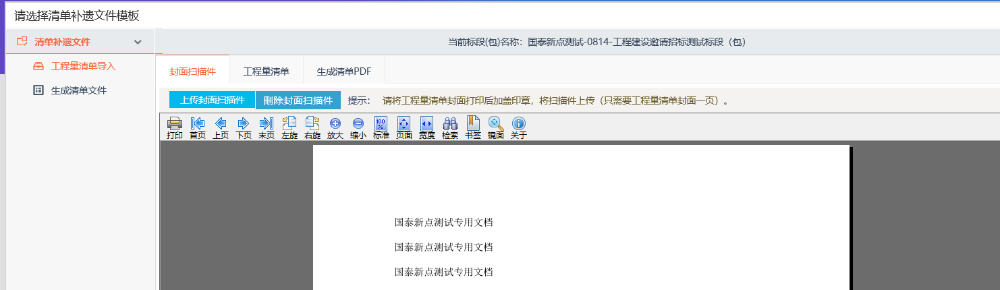 请选择清单补遗文件模板
清单补遗文件
当前标段(包)名称：国泰新点测试-0814-工程建设邀请招标测试标段（包）
工程量清单导入
生成清单文件
封面扫描件 工程量清单 生成清单PDF
上传封面扫描件 删除封面扫描件 提示： 请将工程量清单封面打印后加盖印章，将扫描件上传（只需要工程量清单封面一页）。
100%
打印 首页 上页 下页 末页 左旋 右旋 放大 缩小 标准 页面 宽度 检索 书签 镜面 关于
国泰新点测试专用文档
国泰新点测试专用文档
国泰新点测试专用文档